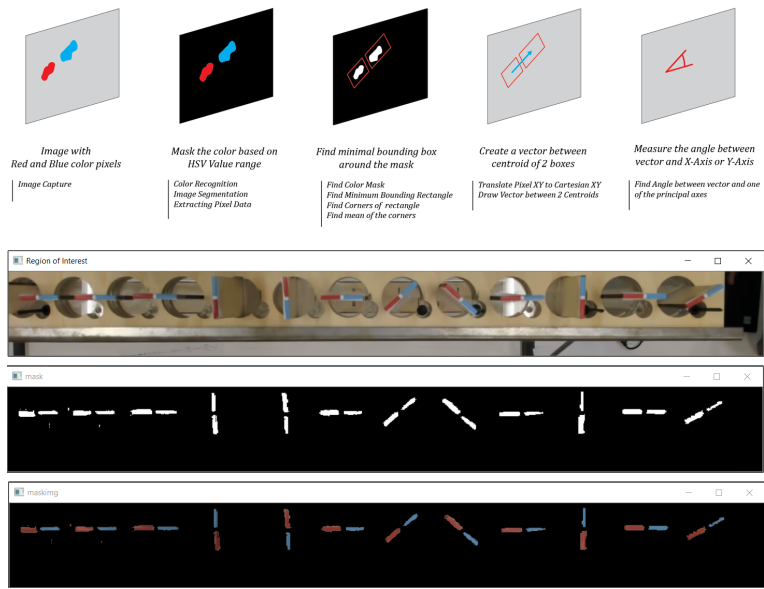 Image with
Red and Blue color pixels
Image Capture
Mask the color based on
HSV Value range
Color Recognition
Image Segmentation
Extracting Pixel Data
Find minimal bounding box
around the mask
Find Color Mask
Find Minimum Bounding Rectangle
Find Corners of rectangle
Find mean of the corners
Create a vector between
centroid of 2 boxes
Translate Pixel XY to Cartesian XY
Draw Vector between 2 Centroids
Measure the angle between
vector and X-Axis or Y-Axis
Find Angle between vector and one
of the principal axes
Region of Interest
mask
maskimg